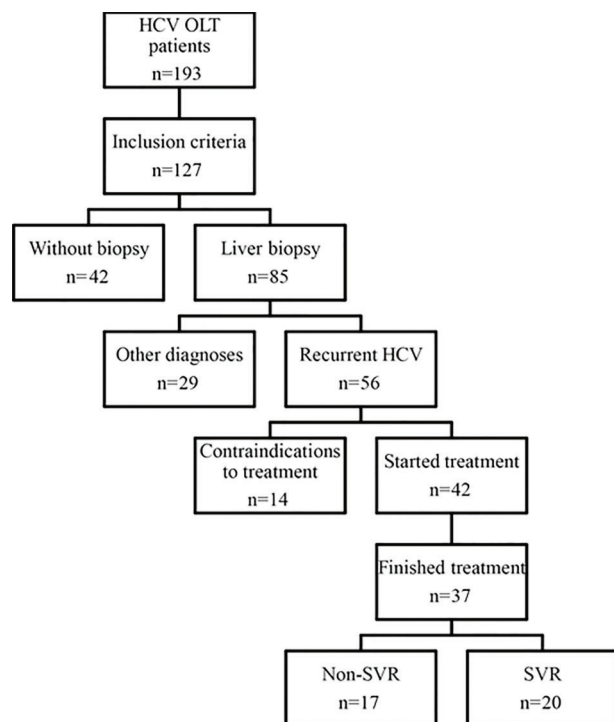 HCV OLT
patients
n=193
Inclusion criteria
n=127
Without biopsy
n=42
Liver biopsy
n=85
Other diagnoses
n=29
Recurrent HCV
n=56
Contraindications
to treatment
n=14
Started treatment
n=42
Finished treatment
n=37
Non-SVR
n=17
SVR
n=20